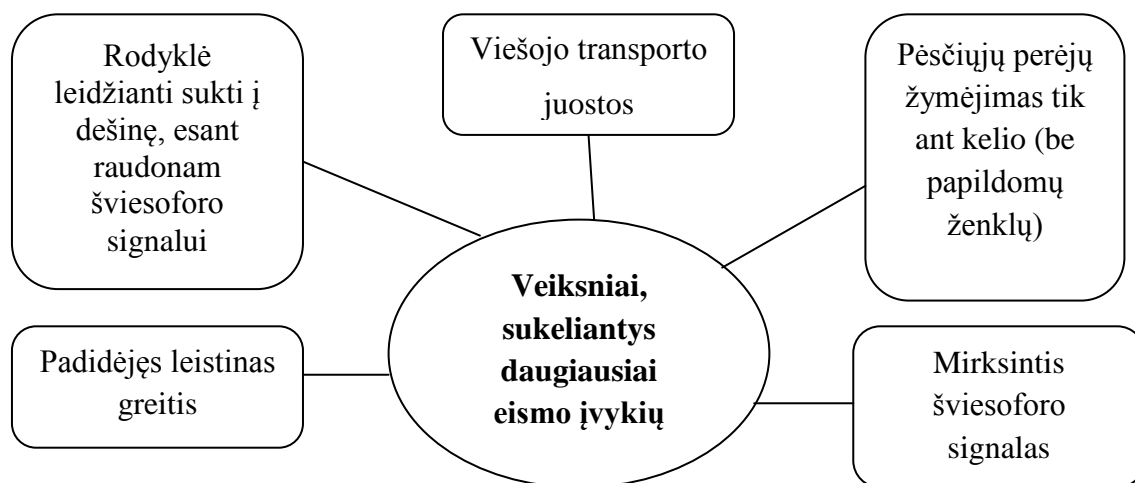 Rodyklė
leidžianti sukti į
dešinę, esant
raudonam
šviesoforo
signalui
Viešojo transporto
juostos
Pėsčiųjų perėjų
žymėjimas tik
ant kelio (be
papildomų
ženklų)
Veiksniai,
sukeliantys
daugiausiai
eismo įvykių
Padidėjęs leistinas
greitis
Mirksintis
šviesoforo
signalas